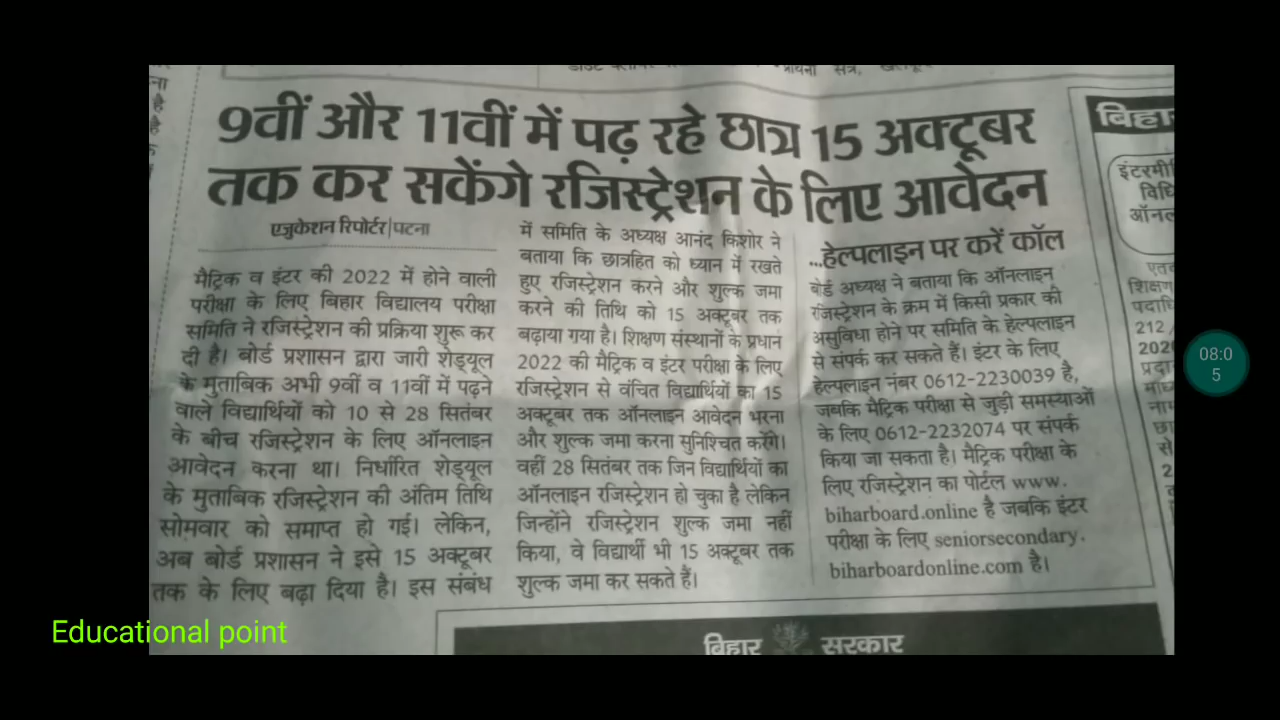 9वीं और 11वीं में पढ़ रहे छात्र 15 अक्टूबर
तक कर सकेंगे रजिस्ट्रेशन के लिए आवेदन
एजुकेशन रिपोर्टर|पटना
मैट्रिक व इंटर की 2022 में होने वाली
परीक्षा के लिए बिहार विद्यालय परीक्षा
समिति ने रजिस्ट्रेशन की प्रक्रिया शुरू कर
दी है। बोर्ड प्रशासन द्वारा जारी शेड्यूल
के मुताबिक अभी 9वीं व 11वीं में पढ़ने
वाले विद्यार्थियों को 10 से 28 सितंबर
के बीच रजिस्ट्रेशन के लिए ऑनलाइन
आवेदन करना था। निर्धारित शेड्यूल
के मुताबिक रजिस्ट्रेशन की अंतिम तिथि
सोमवार को समाप्त हो गई। लेकिन,
अब बोर्ड प्रशासन ने इसे 15 अक्टूबर
तक के लिए बढ़ा दिया है। इस संबंध
में समिति के अध्यक्ष आनंद किशोर ने
बताया कि छात्रहित को ध्यान में रखते
हुए रजिस्ट्रेशन करने और शुल्क जमा
करने की तिथि को 15 अक्टूबर तक
बढ़ाया गया है। शिक्षण संस्थानों के प्रधान
2022 की मैट्रिक व इंटर परीक्षा के लिए
रजिस्ट्रेशन से वंचित विद्यार्थियों का 15
अक्टूबर तक ऑनलाइन आवेदन भरना
और शुल्क जमा करना सुनिश्चित करेंगे।
वहीं 28 सितंबर तक जिन विद्यार्थियों का
ऑनलाइन रजिस्ट्रेशन हो चुका है लेकिन
जिन्होंने रजिस्ट्रेशन शुल्क जमा नहीं
किया, वे विद्यार्थी भी 15 अक्टूबर तक
शुल्क जमा कर सकते हैं।
...हेल्पलाइन पर करें कॉल
बोर्ड अध्यक्ष ने बताया कि ऑनलाइन
रजिस्ट्रेशन के क्रम में किसी प्रकार की
असुविधा होने पर समिति के हेल्पलाइन
से संपर्क कर सकते हैं। इंटर के लिए
हेल्पलाइन नंबर 0612-2230039 है,
जबकि मैट्रिक परीक्षा से जुड़ी समस्याओं
के लिए 0612-2232074 पर संपर्क
किया जा सकता है। मैट्रिक परीक्षा के
लिए रजिस्ट्रेशन का पोर्टल www.
biharboard.online है जबकि इंटर
परीक्षा के लिए seniorsecondary.
biharboardonline.com है।
बिहार सरकार
08:0
5
Educational point